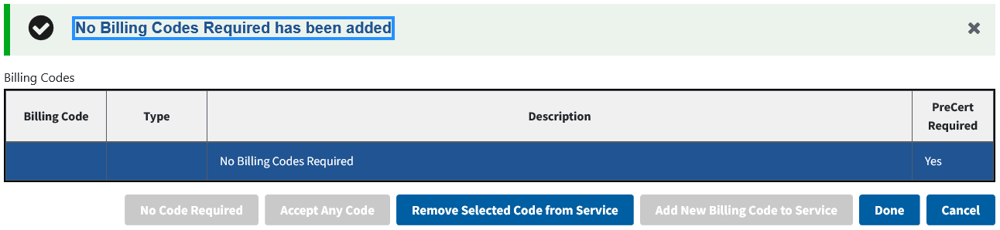 No Billing Codes Required has been added
Billing Codes
Billing Code Type Description PreCert Required
No Billing Codes Required Yes
No Code Required Accept Any Code Remove Selected Code from Service Add New Billing Code to Service Done Cancel